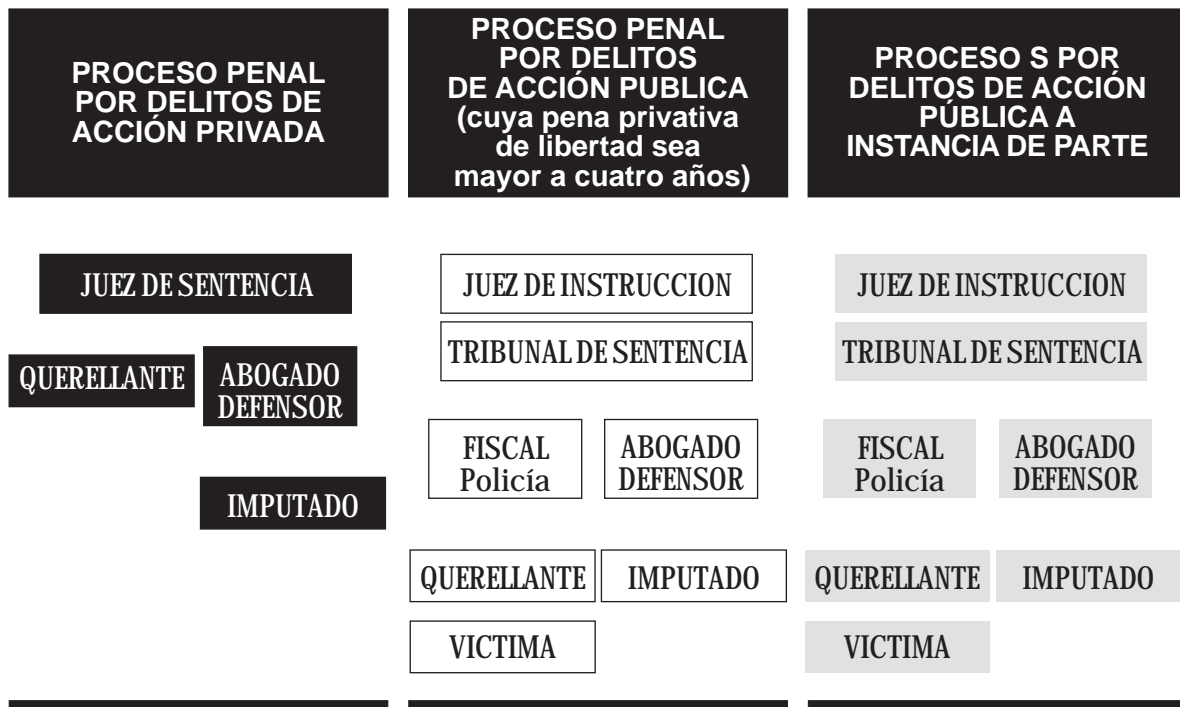 PROCESO PENAL
POR DELITOS DE
ACCIÓN PRIVADA
PROCESO PENAL
POR DELITOS
DE ACCIÓN PUBLICA
(cuya pena privativa
de libertad sea
mayor a cuatro años)
PROCESO S POR
DELITOS DE ACCIÓN
PÚBLICA A
INSTANCIA DE PARTE
JUEZ DE SENTENCIA
QUERELLANTE
ABOGADO
DEFENSOR
IMPUTADO
JUEZ DE INSTRUCCION
TRIBUNAL DE SENTENCIA
FISCAL
Policía
ABOGADO
DEFENSOR
QUERELLANTE
IMPUTADO
VICTIMA
JUEZ DE INSTRUCCION
TRIBUNAL DE SENTENCIA
FISCAL
Policía
ABOGADO
DEFENSOR
QUERELLANTE
IMPUTADO
VICTIMA